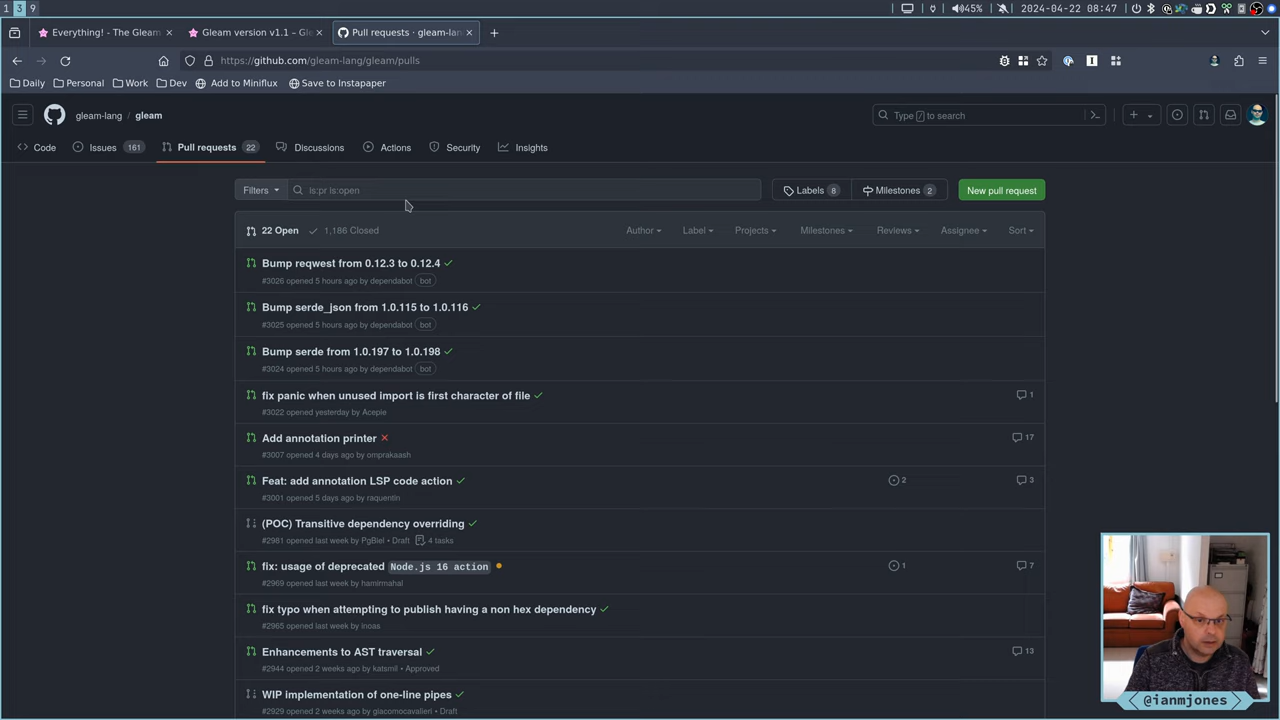 1 3 9
45% 2024-04-22 08:47
Everything! - The Gleam
Gleam version v1.1 – Gle
Pull requests · gleam-lan
https://github.com/gleam-lang/gleam/pulls
Daily Personal Work Dev Add to Miniflux Save to Instapaper
gleam-lang / gleam
Type / to search
Code Issues 161 Pull requests 22 Discussions Actions Security Insights
Filters is:pr is:open Labels 8 Milestones 2 New pull request
22 Open 1,186 Closed Author Label Projects Milestones Reviews Assignee Sort
Bump reqwest from 0.12.3 to 0.12.4
#3026 opened 5 hours ago by dependabot bot
Bump serde_json from 1.0.115 to 1.0.116
#3025 opened 5 hours ago by dependabot bot
Bump serde from 1.0.197 to 1.0.198
#3024 opened 5 hours ago by dependabot bot
fix panic when unused import is first character of file 1
#3022 opened yesterday by Acepie
Add annotation printer 17
#3007 opened 4 days ago by omprakaash
Feat: add annotation LSP code action 2 3
#3001 opened 5 days ago by raquentin
(POC) Transitive dependency overriding
#2981 opened last week by PgBiel • Draft 4 tasks
fix: usage of deprecated Node.js 16 action 1 7
#2969 opened last week by hamirmahal
fix typo when attempting to publish having a non hex dependency
#2965 opened last week by inoas
Enhancements to AST traversal 13
#2944 opened 2 weeks ago by katsmil • Approved
WIP implementation of one-line pipes
#2929 opened 2 weeks ago by giacomocavalieri • Draft
@ianmjones